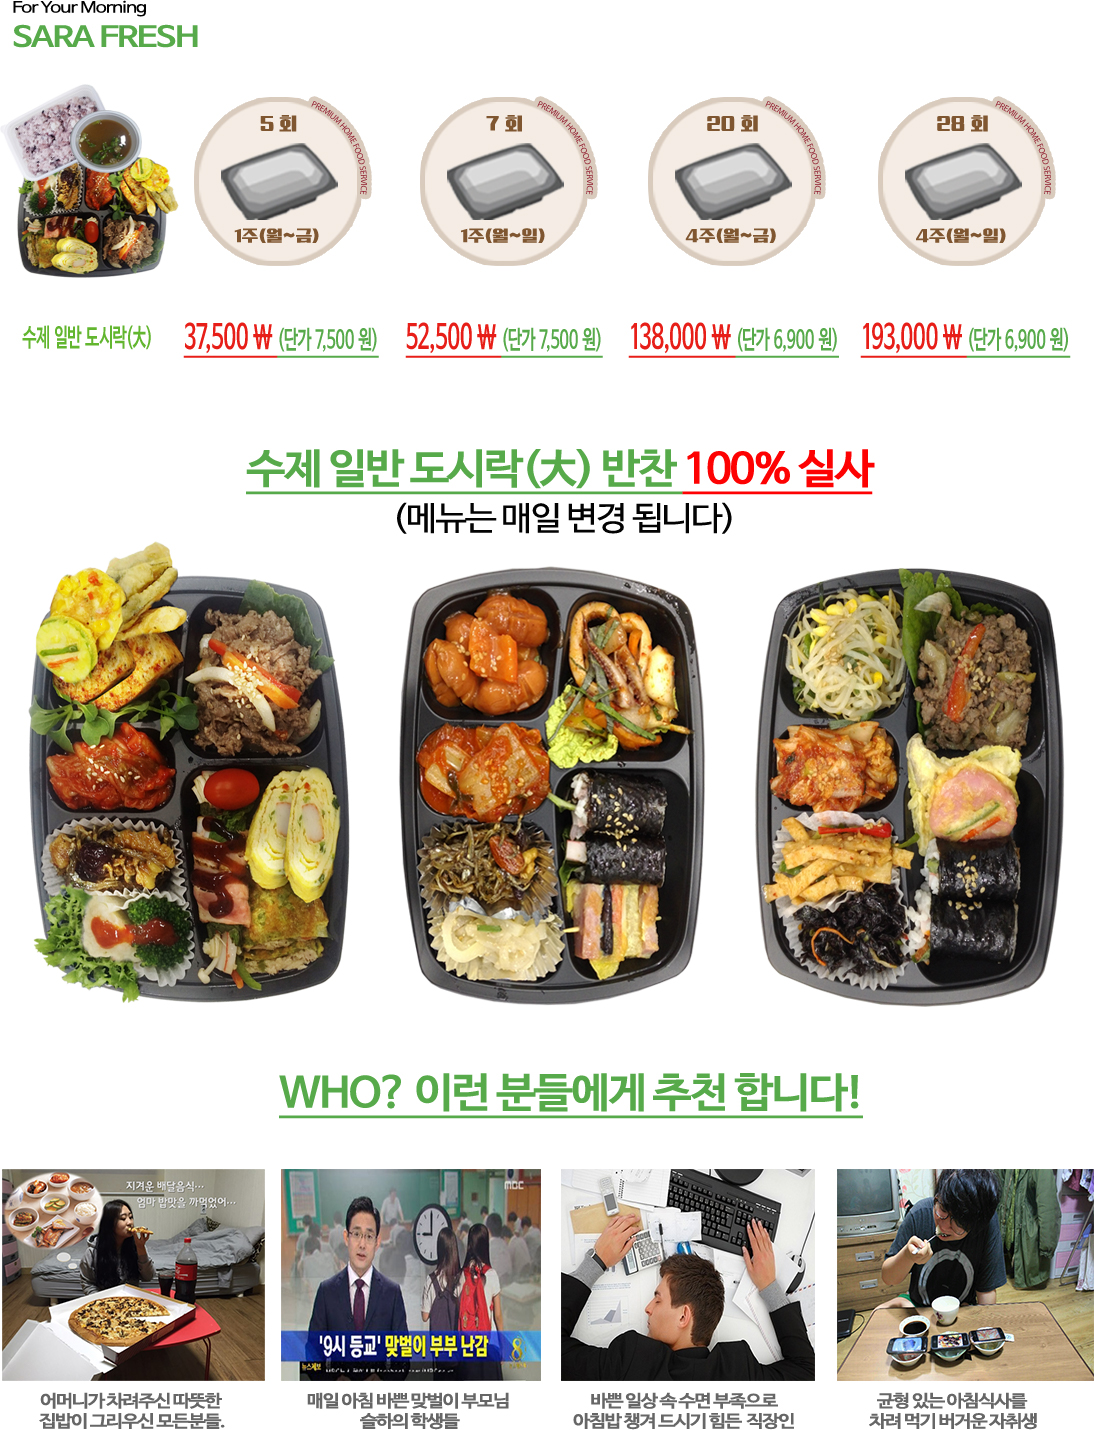 For Your Morning
SARA FRESH
5 회
PREMIUM HOME FOOD SERVICE
1주(월~금)
7 회
PREMIUM HOME FOOD SERVICE
1주(월~일)
20 회
PREMIUM HOME FOOD SERVICE
4주(월~금)
28 회
PREMIUM HOME FOOD SERVICE
4주(월~일)
수제 일반 도시락(大)
37,500 ₩ (단가 7,500 원)
52,500 ₩ (단가 7,500 원)
138,000 ₩ (단가 6,900 원)
193,000 ₩ (단가 6,900 원)
수제 일반 도시락(大) 반찬 100% 실사
(메뉴는 매일 변경 됩니다)
WHO? 이런 분들에게 추천 합니다!
지겨운 배달음식...
엄마 밥맛을 까먹었어...
mbc
'9시 등교' 맞벌이 부부 난감
8
뉴스제보
어머니가 차려주신 따뜻한
집밥이 그리우신 모든분들.
매일 아침 바쁜 맞벌이 부모님
슬하의 학생들
바쁜 일상 속 수면 부족으로
아침밥 챙겨 드시기 힘든 직장인
균형 있는 아침식사를
차려 먹기 버거운 자취생